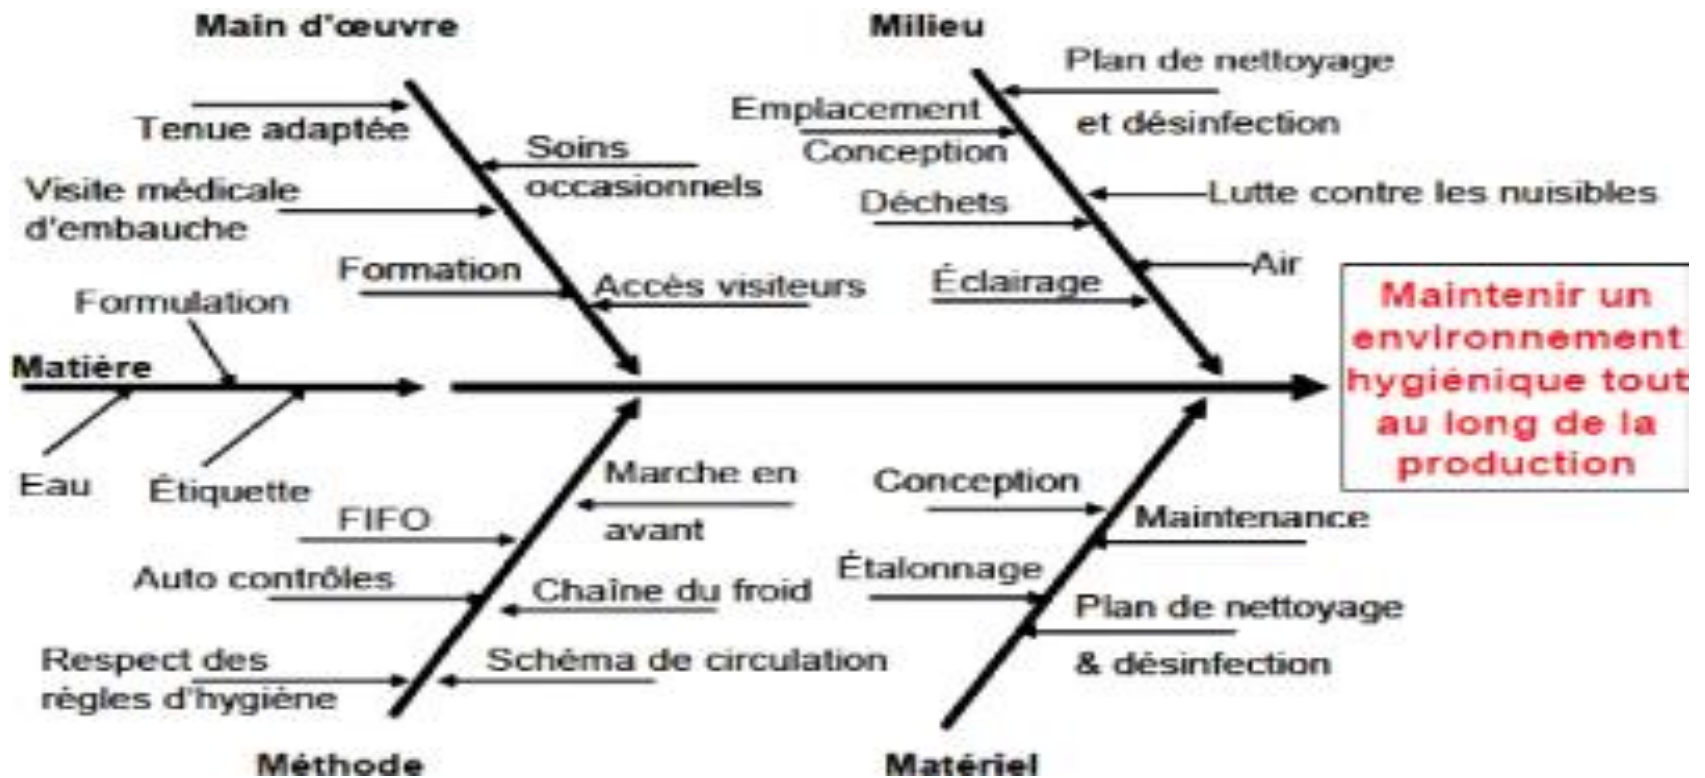 Main d'œuvre
Milieu
Tenue adaptée
Soins
occasionnels
Visite médicale
d'embauche
Formation
Accès visiteurs
Plan de nettoyage
et désinfection
Emplacement
Conception
Lutte contre les nuisibles
Déchets
Air
Éclairage
Formulation
Matière
Eau
Étiquette
Maintenir un
environnement
hygiénique tout
au long de la
production
Marche en
avant
FIFO
Auto contrôles
Chaîne du froid
Respect des
règles d'hygiène
Schéma de circulation
Conception
Maintenance
Étalonnage
Plan de nettoyage
& désinfection
Méthode
Matériel